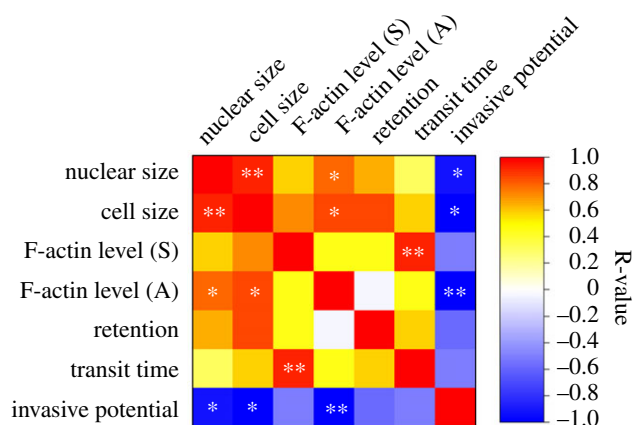 nuclear size
cell size
F-actin level (S)
F-actin level (A)
retention
transit time
invasive potential
nuclear size ** * *
cell size ** * *
F-actin level (S) **
F-actin level (A) * * **
retention
transit time **
invasive potential * * **
1.0
0.8
0.6
0.4
0.2
0
–0.2
–0.4
–0.6
–0.8
–1.0
R-value